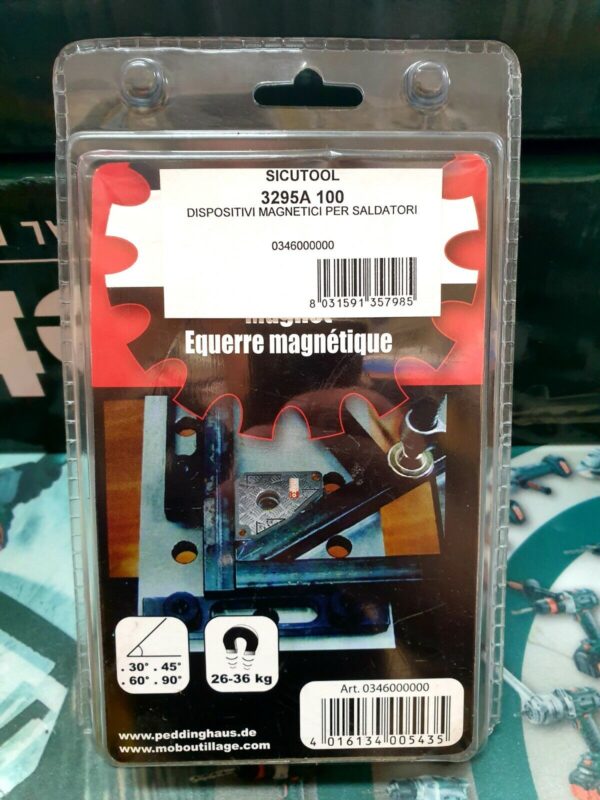 SICUTOOL
3295A 100
DISPOSITIVI MAGNETICI PER SALDATORI
0346000000
8 031591 357985
Equerre magnétique
. 30° . 45°
. 60° . 90°
26-36 kg
Art. 0346000000
4 016134 005435
www.peddinghaus.de
www.moboutillage.com